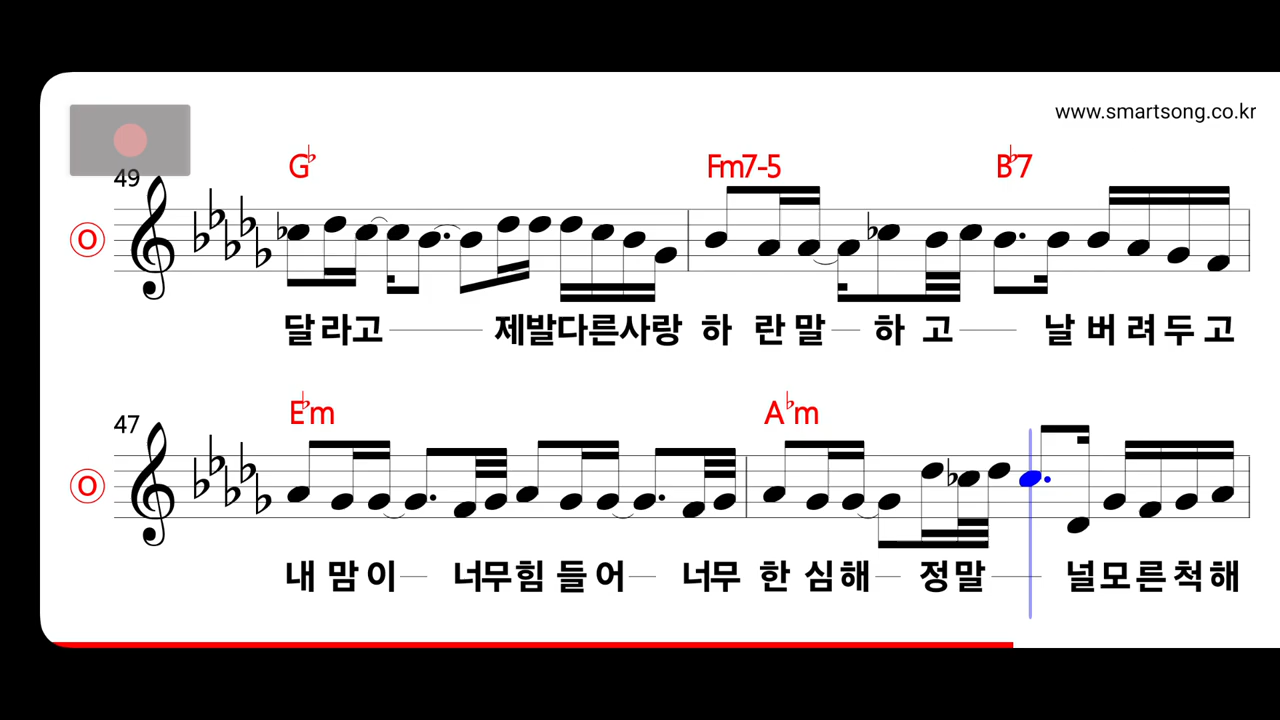 www.smartsong.co.kr
G♭ Fm7-5 B♭7
49
O
달 라고 제발다른사랑 하 란 말 하 고 날 버 려 두 고
E♭m A♭m
47
O
내 맘 이 너무힘 들 어 너무 한 심해 정말 널모른척해